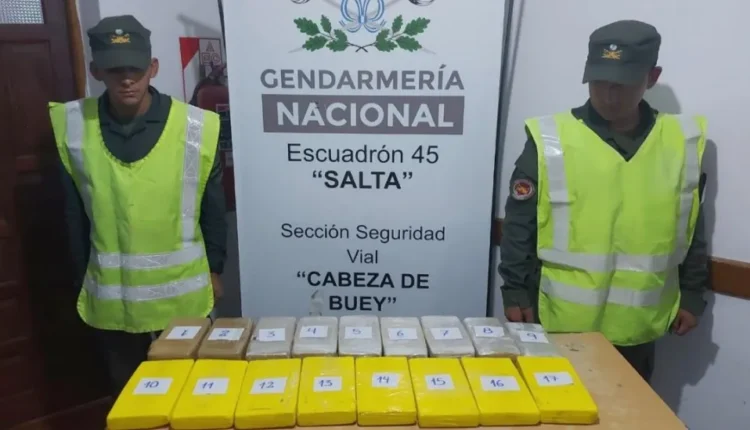 GENDARMERÍA
NACIONAL
Escuadrón 45
“SALTA”
Sección Seguridad
Vial
“CABEZA DE
BUEY”
1 2 3 4 5 6 7 8 9
10 11 12 13 14 15 16 17